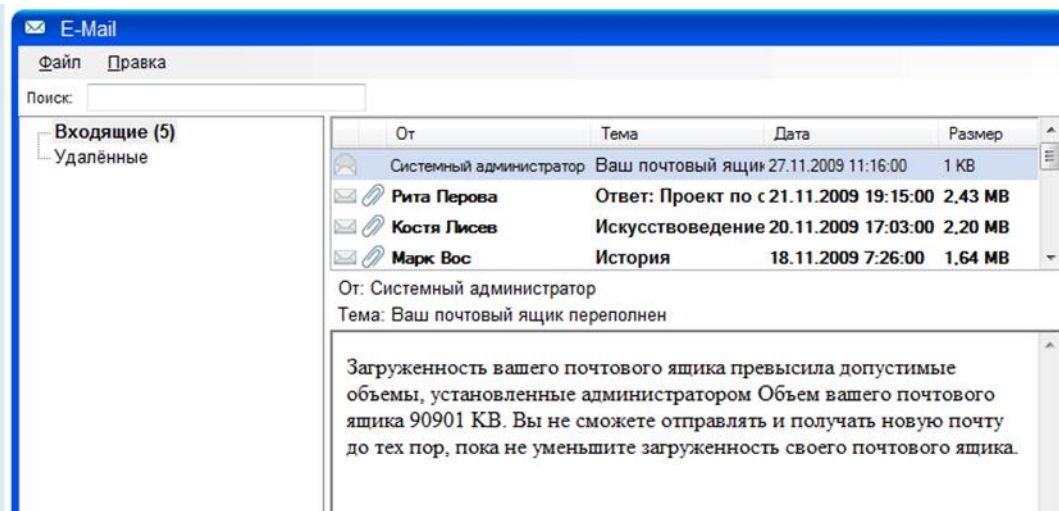 E-Mail
Файл Правка
Поиск:
Входящие (5)
Удалённые
От Тема Дата Размер
Системный администратор Ваш почтовый ящик 27.11.2009 11:16:00 1 KB
Рита Перова Ответ: Проект по с 21.11.2009 19:15:00 2,43 MB
Костя Лисев Искусствоведение 20.11.2009 17:03:00 2,20 MB
Марк Вос История 18.11.2009 7:26:00 1,64 MB
От: Системный администратор
Тема: Ваш почтовый ящик переполнен
Загруженность вашего почтового ящика превысила допустимые
объемы, установленные администратором Объем вашего почтового
ящика 90901 KB. Вы не сможете отправлять и получать новую почту
до тех пор, пока не уменьшите загруженность своего почтового ящика.